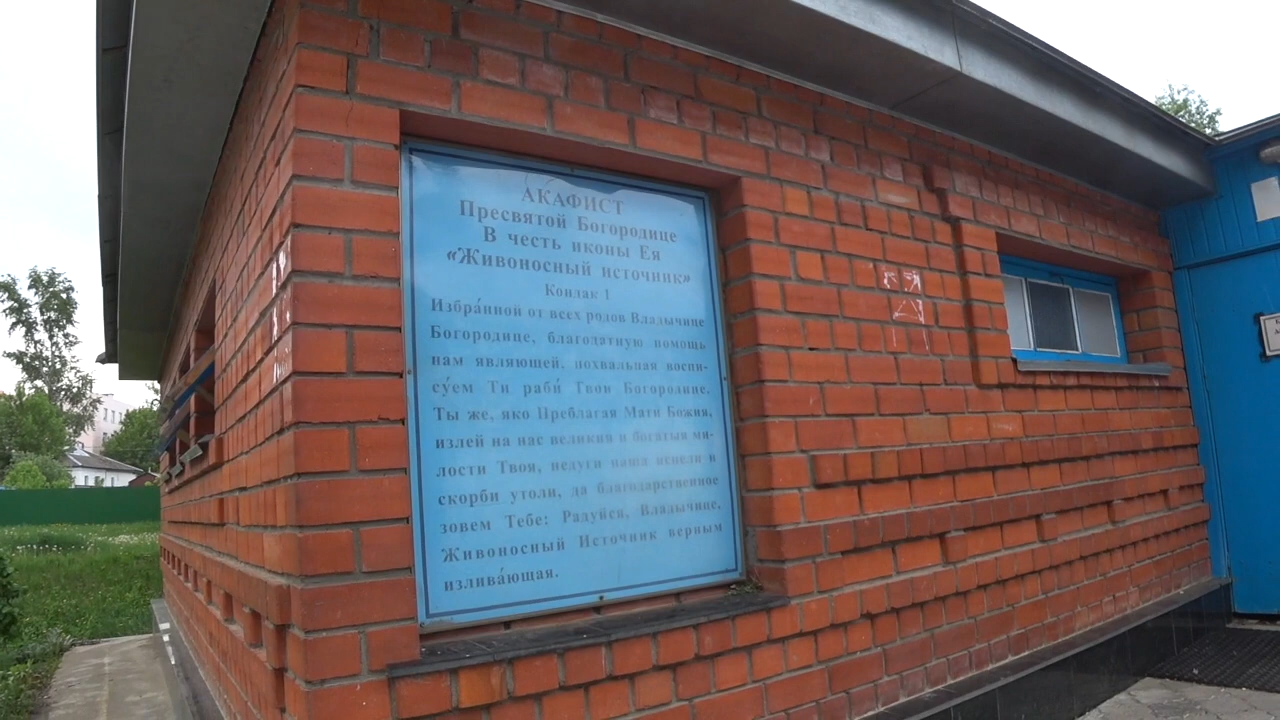 АКАФИСТ
Пресвятой Богородице
В честь иконы Ея
«Живоносный источник»
Кондак 1
Избра́нной от всех родов Владычице
Богородице, благодатную помощь
нам являющей, похвальная воспи-
су́ем Ти раби́ Твои Богородице.
Ты же, яко Преблагая Мати Божия,
излей на нас великия и богатыя ми-
лости Твоя, недуги наша исцели и
скорби утоли, да благодарственное
зовем Тебе: Радуйся, Владычице,
Живоносный Источник верным
излива́ющая.